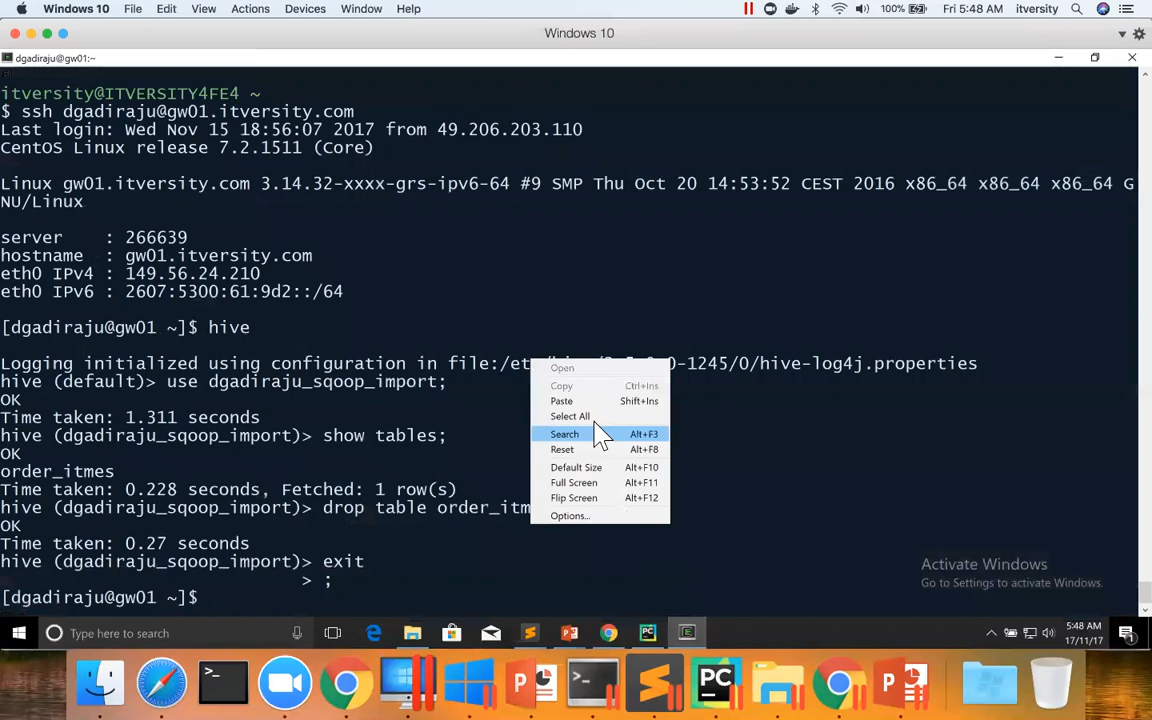 Windows 10 File Edit View Actions Devices Window Help 100% Fri 5:48 AM itversity
Windows 10
dgadiraju@gw01:~
itversity@ITVERSITY4FE4 ~
$ ssh dgadiraju@gw01.itversity.com
Last login: Wed Nov 15 18:56:07 2017 from 49.206.203.110
CentOS Linux release 7.2.1511 (Core)
Linux gw01.itversity.com 3.14.32-xxxx-grs-ipv6-64 #9 SMP Thu Oct 20 14:53:52 CEST 2016 x86_64 x86_64 x86_64 G
NU/Linux
server : 266639
hostname : gw01.itversity.com
eth0 IPv4 : 149.56.24.210
eth0 IPv6 : 2607:5300:61:9d2::/64
[dgadiraju@gw01 ~]$ hive
Logging initialized using configuration in file:/et 0-1245/0/hive-log4j.properties
hive (default)> use dgadiraju_sqoop_import;
OK
Time taken: 1.311 seconds
hive (dgadiraju_sqoop_import)> show tables;
OK
order_itmes
Time taken: 0.228 seconds, Fetched: 1 row(s)
hive (dgadiraju_sqoop_import)> drop table order_itm
OK
Time taken: 0.27 seconds
hive (dgadiraju_sqoop_import)> exit
> ;
[dgadiraju@gw01 ~]$
Open
Copy Ctrl+Ins
Paste Shift+Ins
Select All
Search Alt+F3
Reset Alt+F8
Default Size Alt+F10
Full Screen Alt+F11
Flip Screen Alt+F12
Options...
Activate Windows
Go to Settings to activate Windows.
Type here to search
5:48 AM
17/11/17